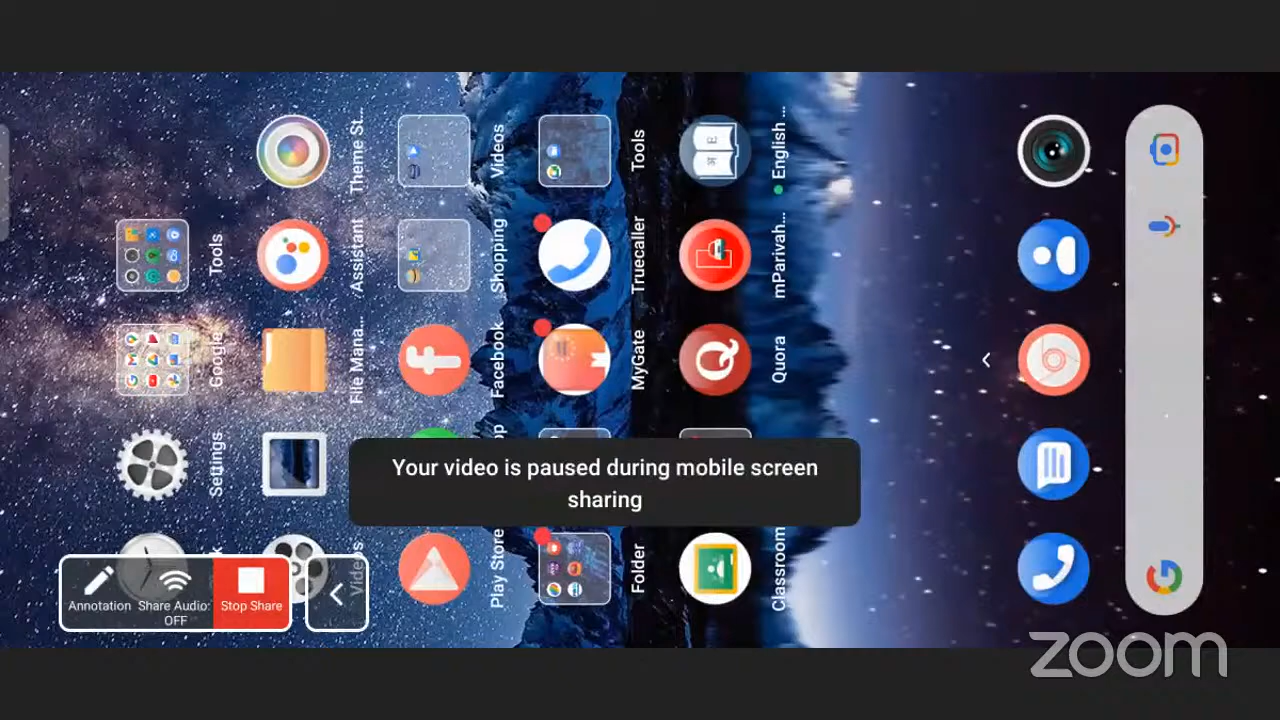 Theme St...
Videos
Tools
English ...
Tools
Assistant
Shopping
Truecaller
mParivah...
Google
File Mana...
Facebook
MyGate
Quora
Settings
Your video is paused during mobile screen
sharing
Videos
Play Store
Folder
Classroom
Annotation
Share Audio:
OFF
Stop Share
zoom